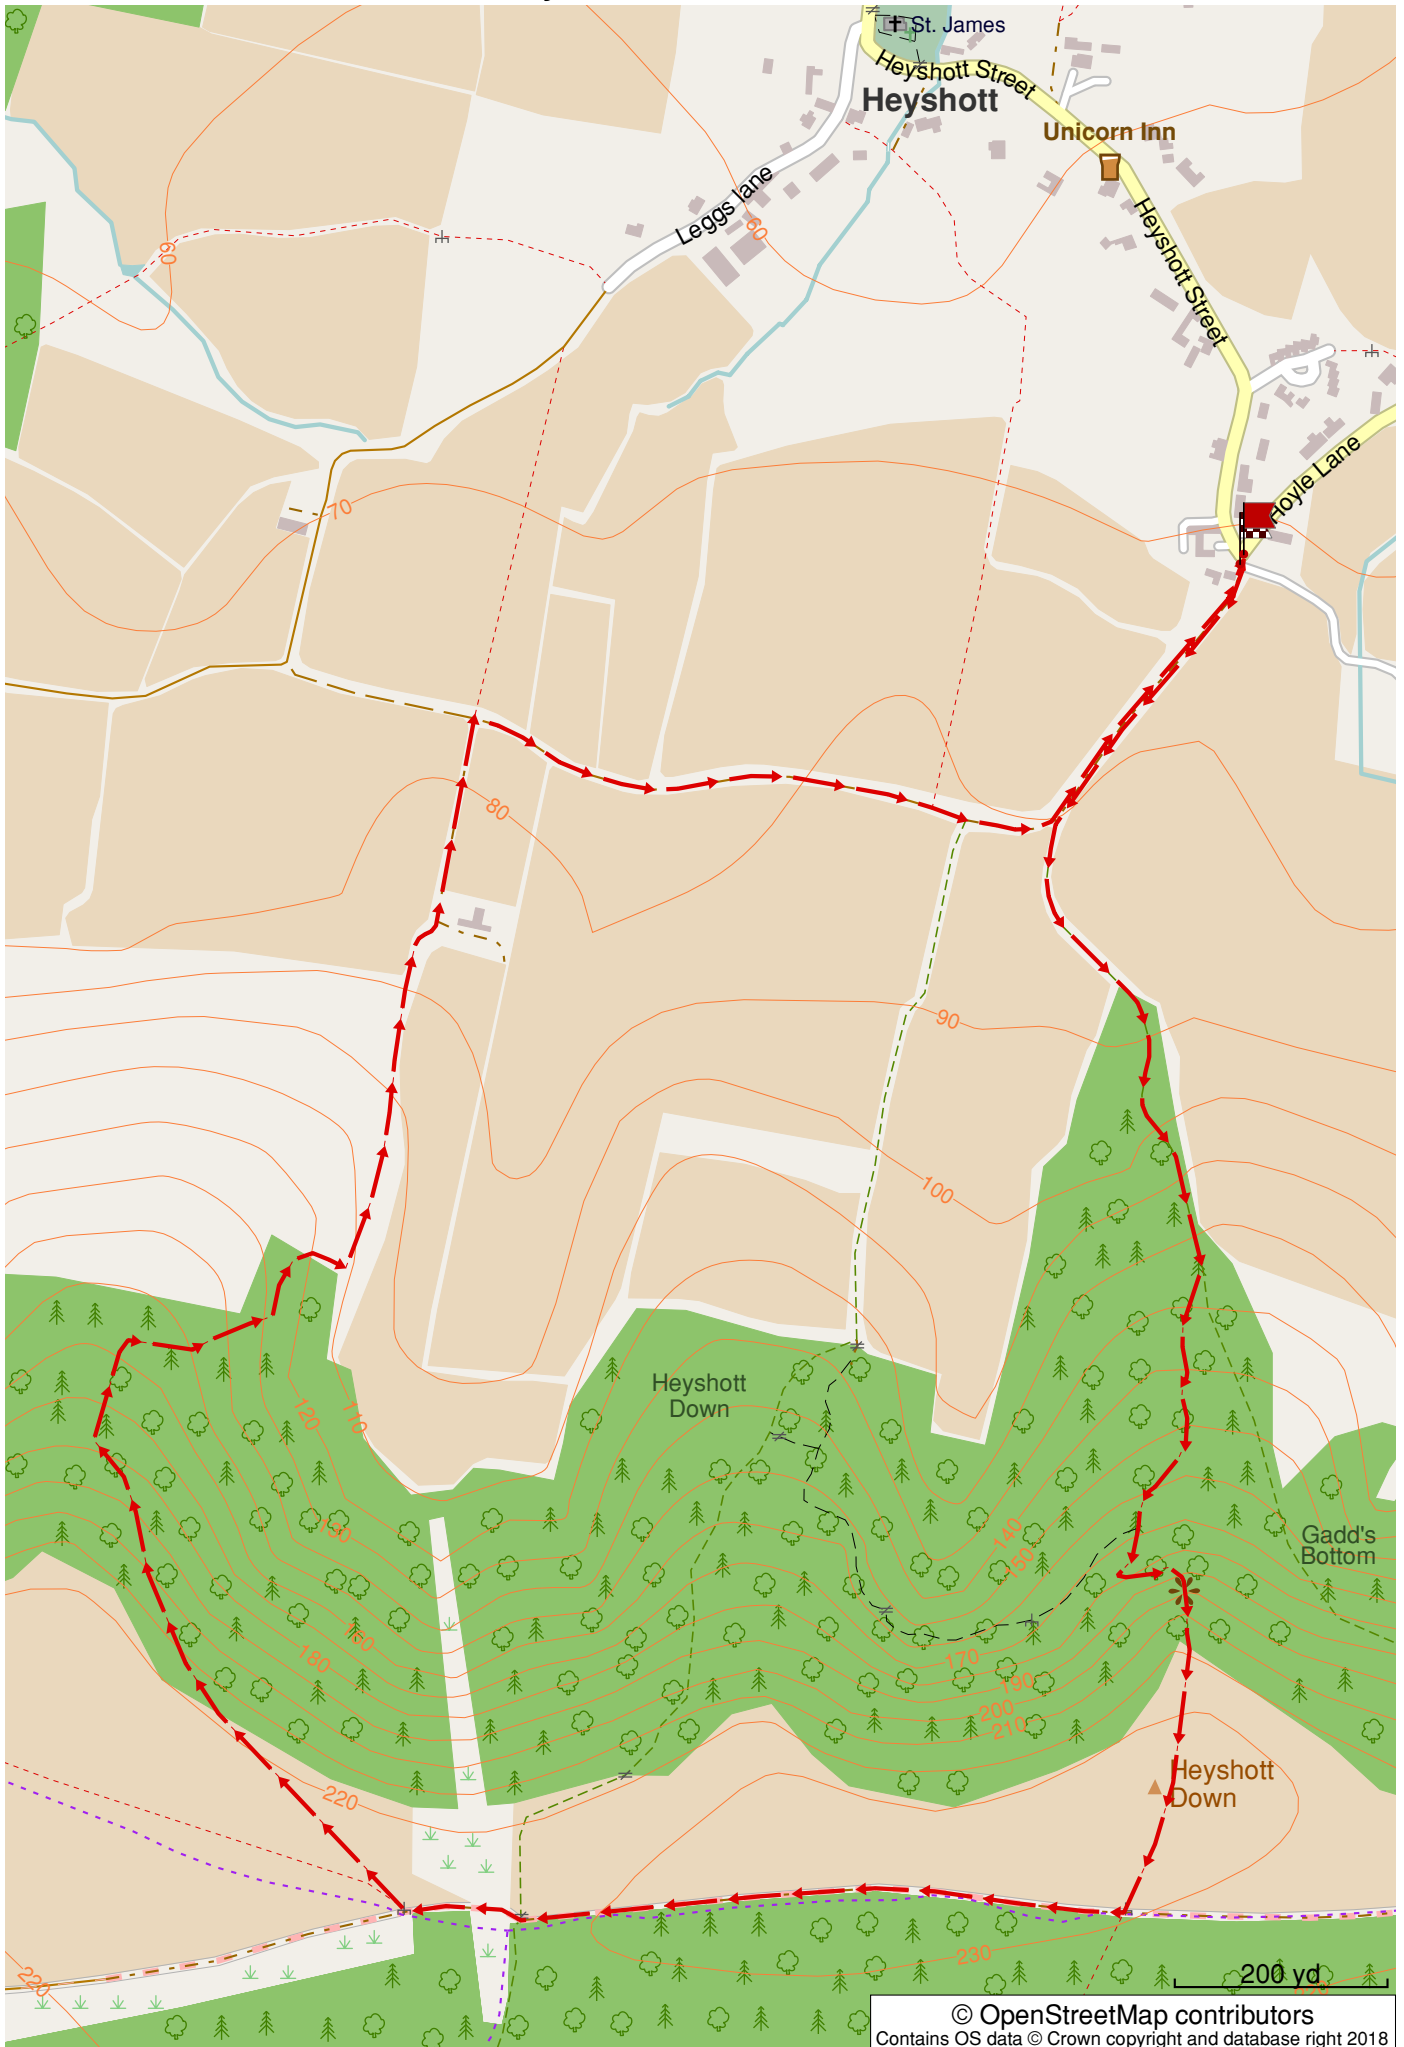 St. James
Heyshott Street
Heyshott
Unicorn Inn
Leggs lane
60
60
Heyshott Street
Hoyle Lane
70
80
90
100
Heyshott
Down
120
110
130
140
150
Gadd's
Bottom
160
180
170
190
200
210
220
Heyshott
Down
230
220
200 yd
© OpenStreetMap contributors
Contains OS data © Crown copyright and database right 2018